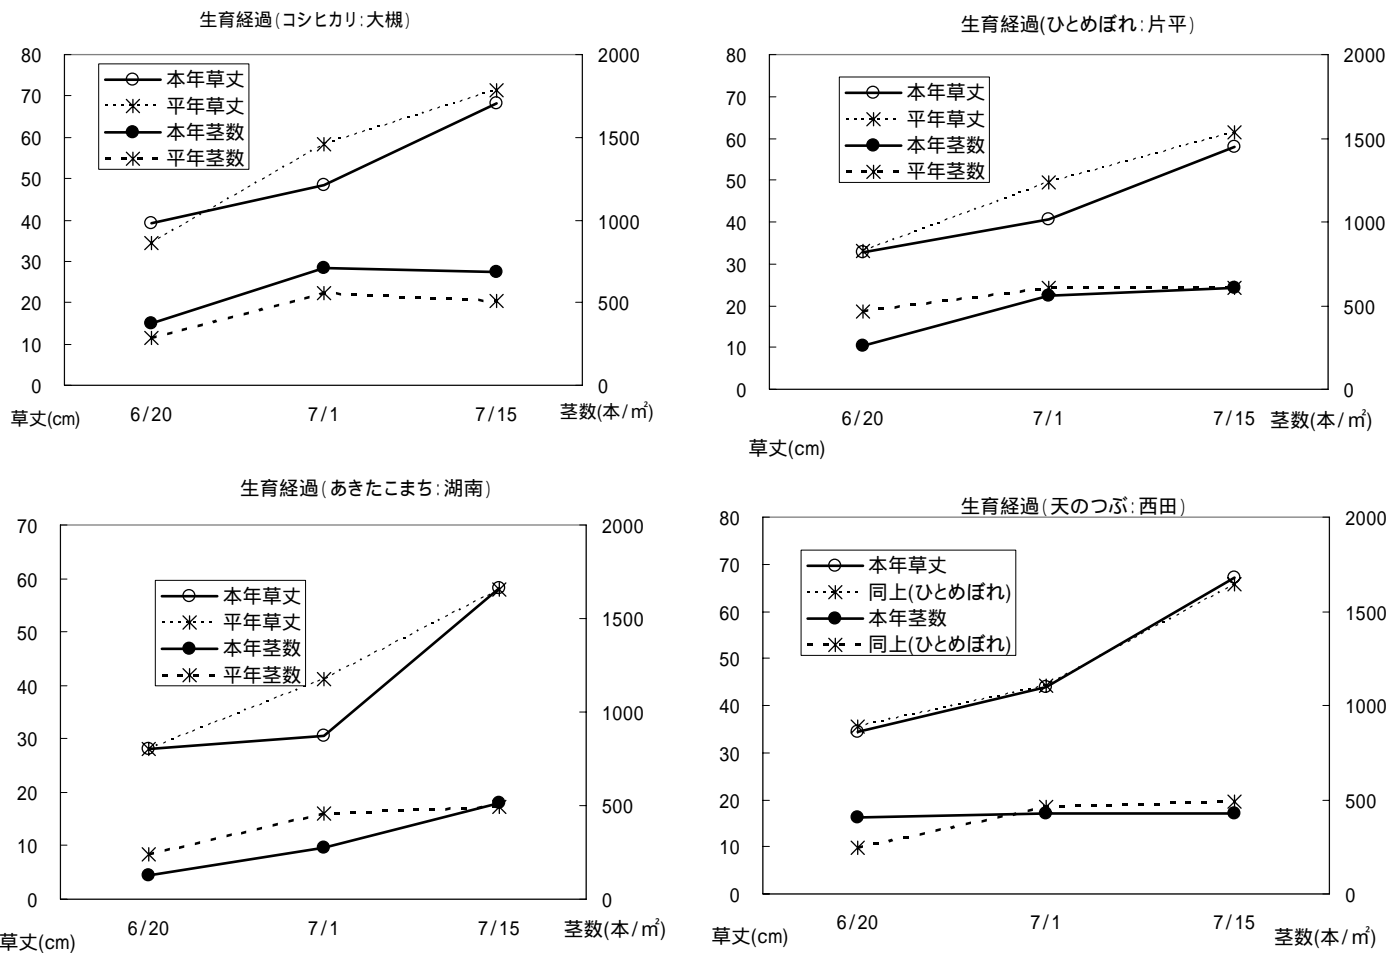 生育経過(コシヒカリ:大槻)
80
70
60
50
40
30
20
10
0
2000
1500
1000
500
0
本年草丈
平年草丈
本年茎数
平年茎数
6/20
7/1
7/15
草丈(cm)
茎数(本/㎡)
生育経過(ひとめぼれ:片平)
80
70
60
50
40
30
20
10
0
2000
1500
1000
500
0
本年草丈
平年草丈
本年茎数
平年茎数
6/20
7/1
7/15
茎数(本/㎡)
草丈(cm)
生育経過(あきたこまち:湖南)
70
60
50
40
30
20
10
0
2000
1500
1000
500
0
本年草丈
平年草丈
本年茎数
平年茎数
6/20
7/1
7/15
草丈(cm)
茎数(本/㎡)
生育経過(天のつぶ:西田)
80
70
60
50
40
30
20
10
0
2000
1500
1000
500
0
本年草丈
同上(ひとめぼれ)
本年茎数
同上(ひとめぼれ)
6/20
7/1
7/15
草丈(cm)
茎数(本/㎡)